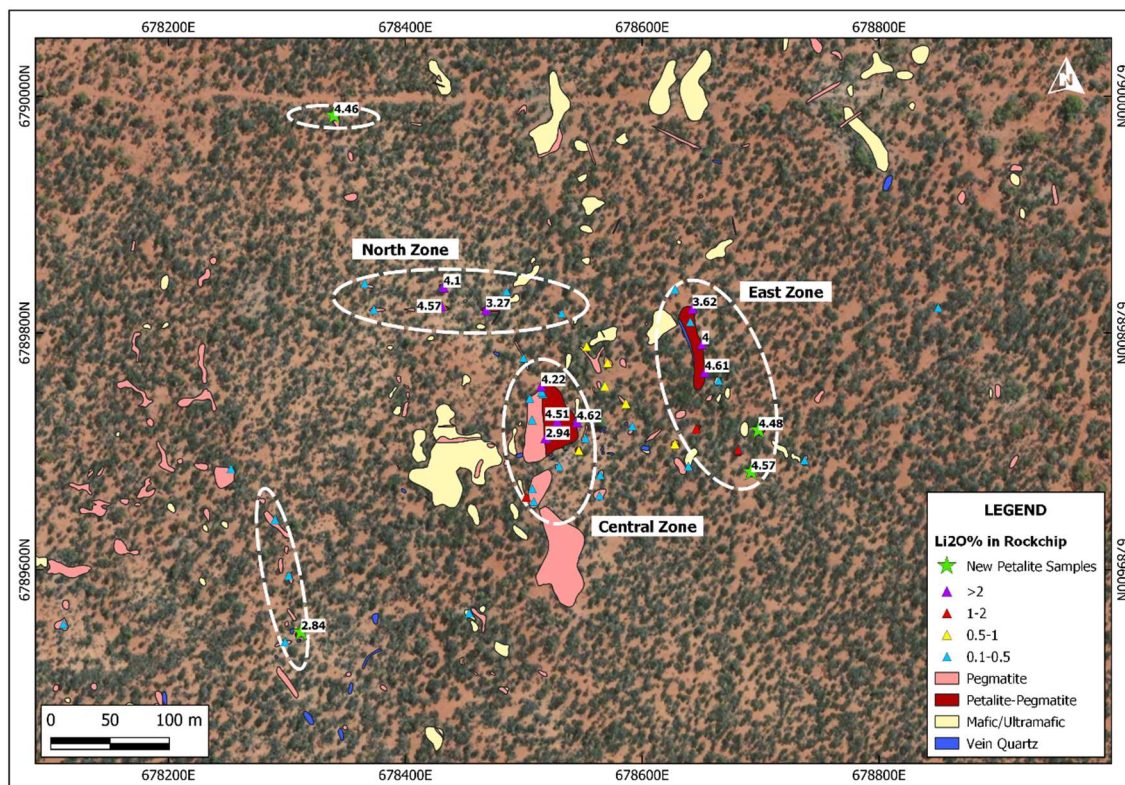 678200E 678400E 678600E 678800E
6790000N 6790000N
4.46
North Zone
4.1
4.57 3.27
East Zone
3.62
4
4.61
6789800N 6789800N
4.22
4.51 4.62
2.94
4.48
4.57
Central Zone
6789600N 6789600N
2.84
N
LEGEND
Li2O% in Rockchip
New Petalite Samples
>2
1-2
0.5-1
0.1-0.5
Pegmatite
Petalite-Pegmatite
Mafic/Ultramafic
Vein Quartz
0 50 100 m
678200E 678400E 678600E 678800E